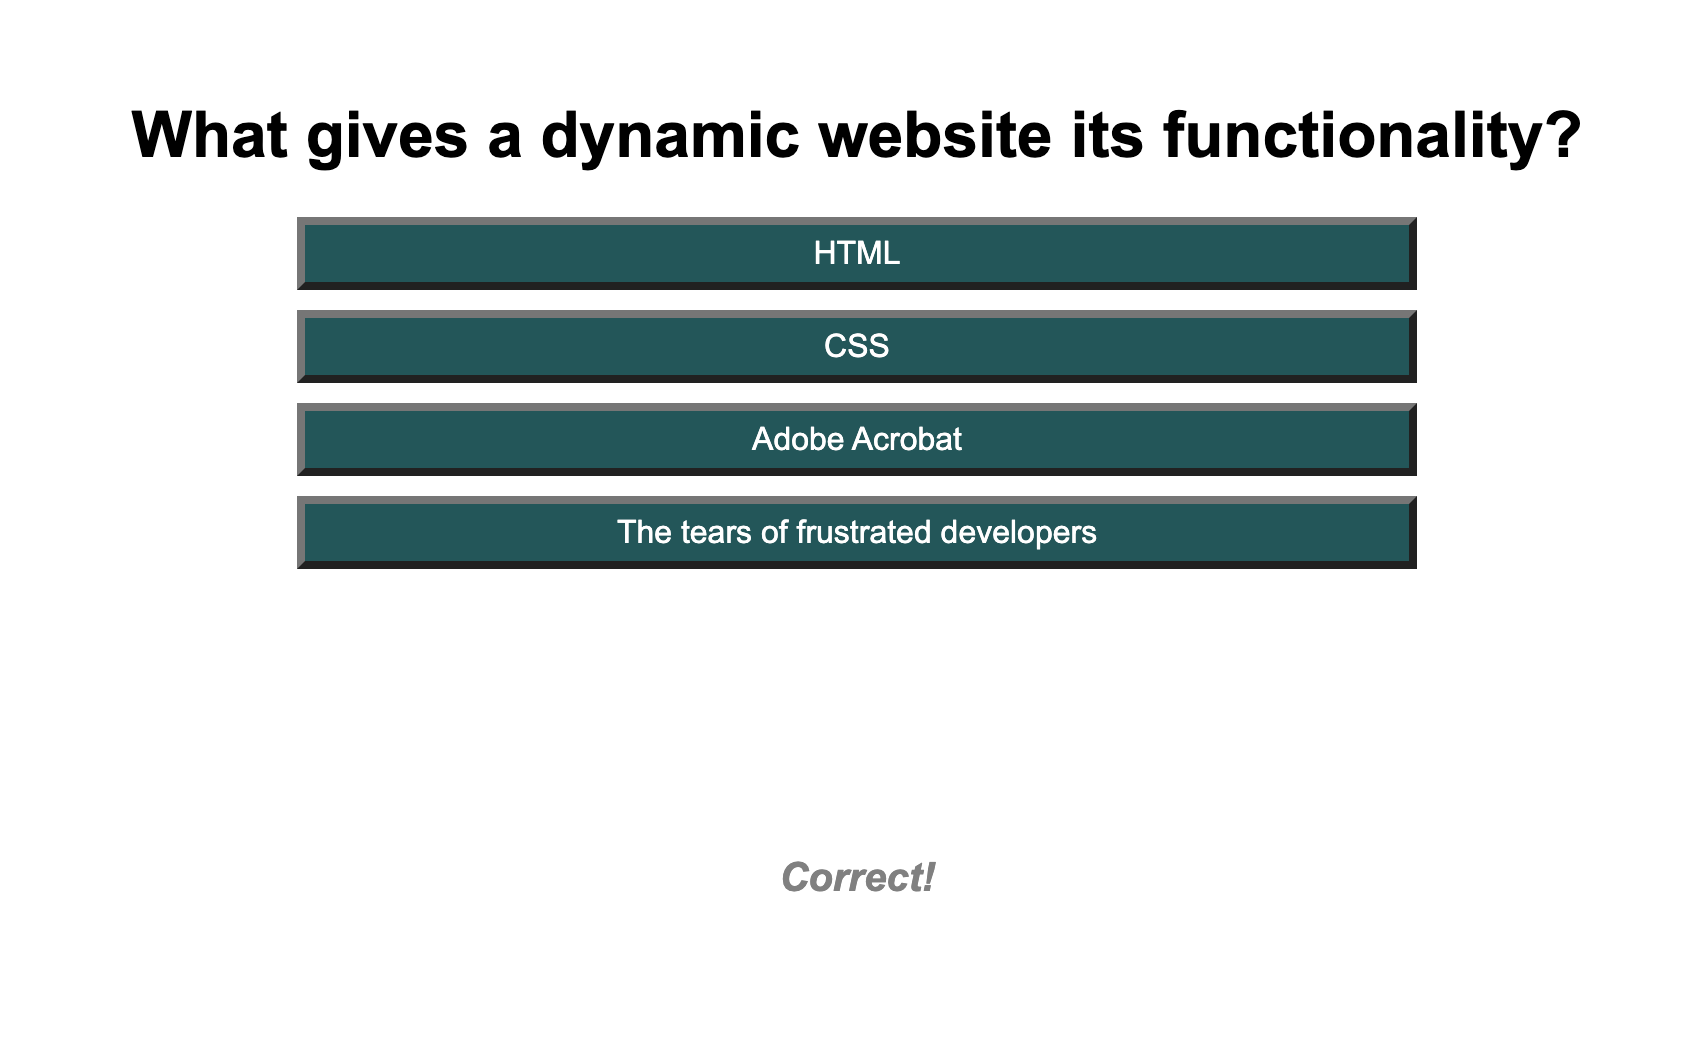 What gives a dynamic website its functionality?
HTML
CSS
Adobe Acrobat
The tears of frustrated developers
Correct!